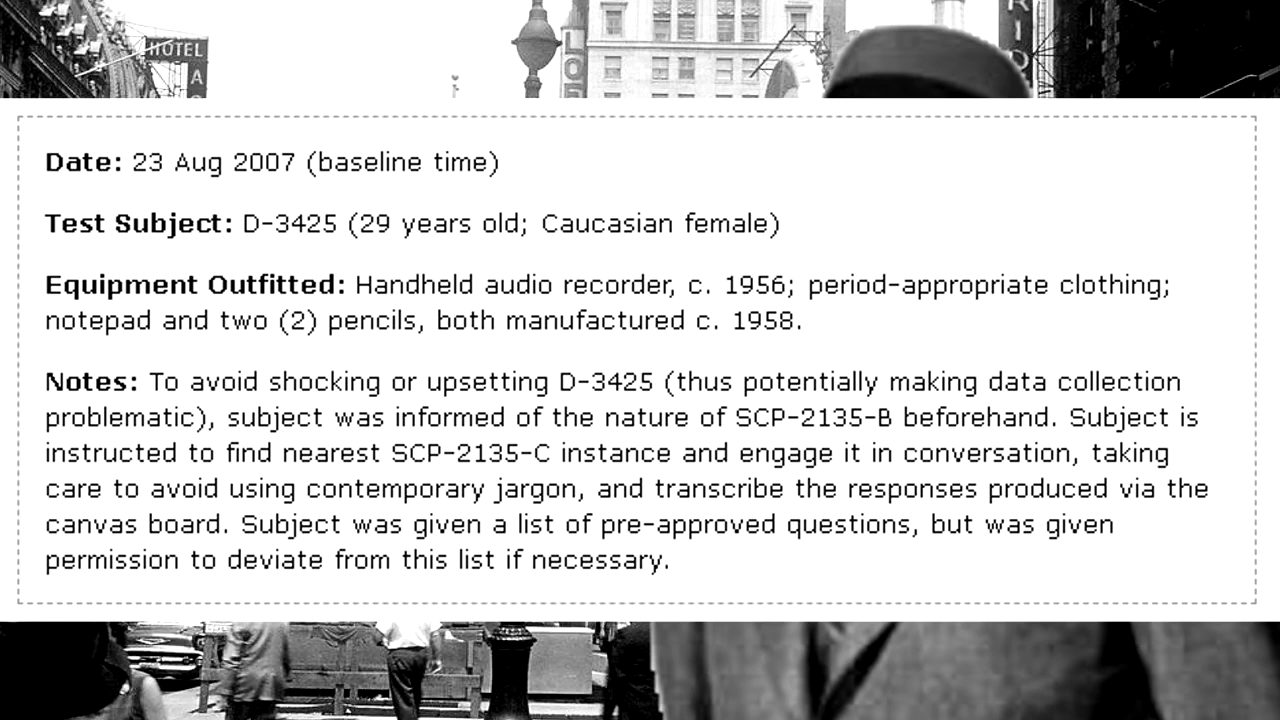 HOTEL
A
Date: 23 Aug 2007 (baseline time)
Test Subject: D-3425 (29 years old; Caucasian female)
Equipment Outfitted: Handheld audio recorder, c. 1956; period-appropriate clothing;
notepad and two (2) pencils, both manufactured c. 1958.
Notes: To avoid shocking or upsetting D-3425 (thus potentially making data collection
problematic), subject was informed of the nature of SCP-2135-B beforehand. Subject is
instructed to find nearest SCP-2135-C instance and engage it in conversation, taking
care to avoid using contemporary jargon, and transcribe the responses produced via the
canvas board. Subject was given a list of pre-approved questions, but was given
permission to deviate from this list if necessary.